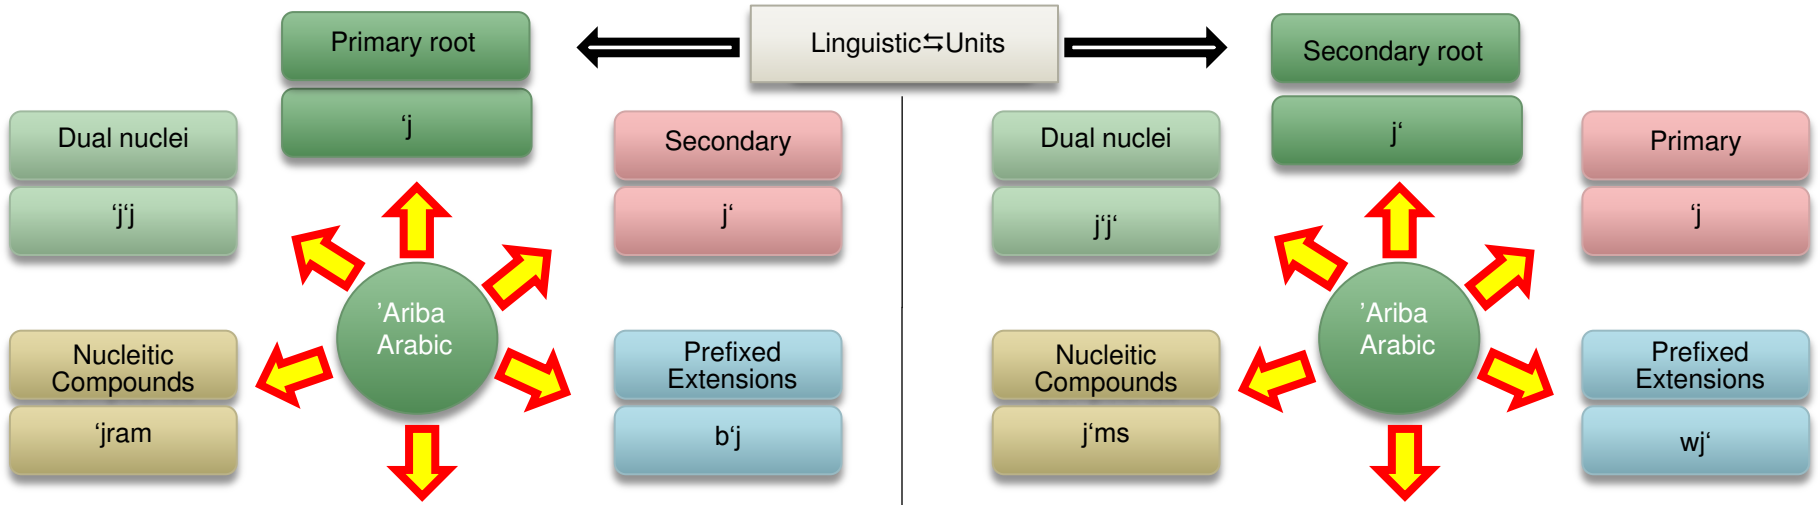 Linguistic⇆Units
Primary root
‘j
Dual nuclei
‘j‘j
Secondary
j‘
’Ariba
Arabic
Nucleitic
Compounds
‘jram
Prefixed
Extensions
b‘j
Secondary root
j‘
Dual nuclei
j‘j‘
Primary
‘j
’Ariba
Arabic
Nucleitic
Compounds
j‘ms
Prefixed
Extensions
wj‘